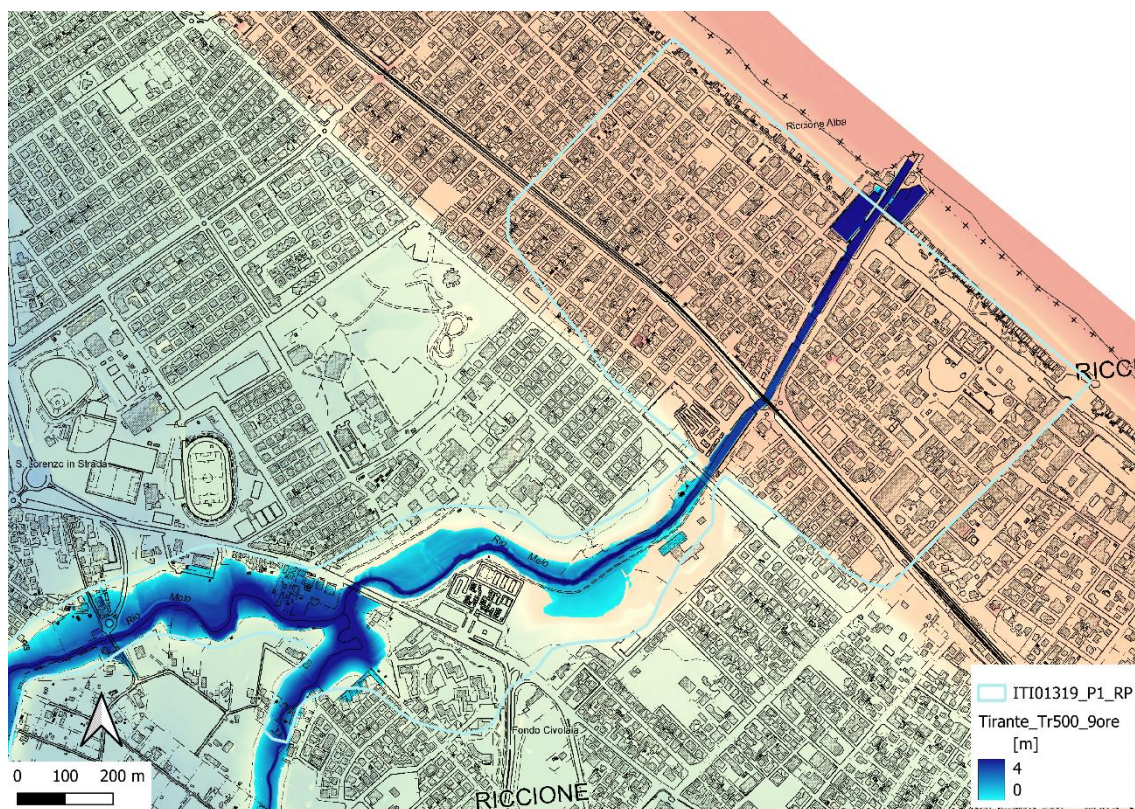 Riccione Alba
RICCI
S. Lorenzo in Strada
Rio Melo
Rio Melo
Fondo Civolaia
RICCIONE
0 100 200 m
ITI01319_P1_RP
Tirante_Tr500_9ore
[m]
4
0